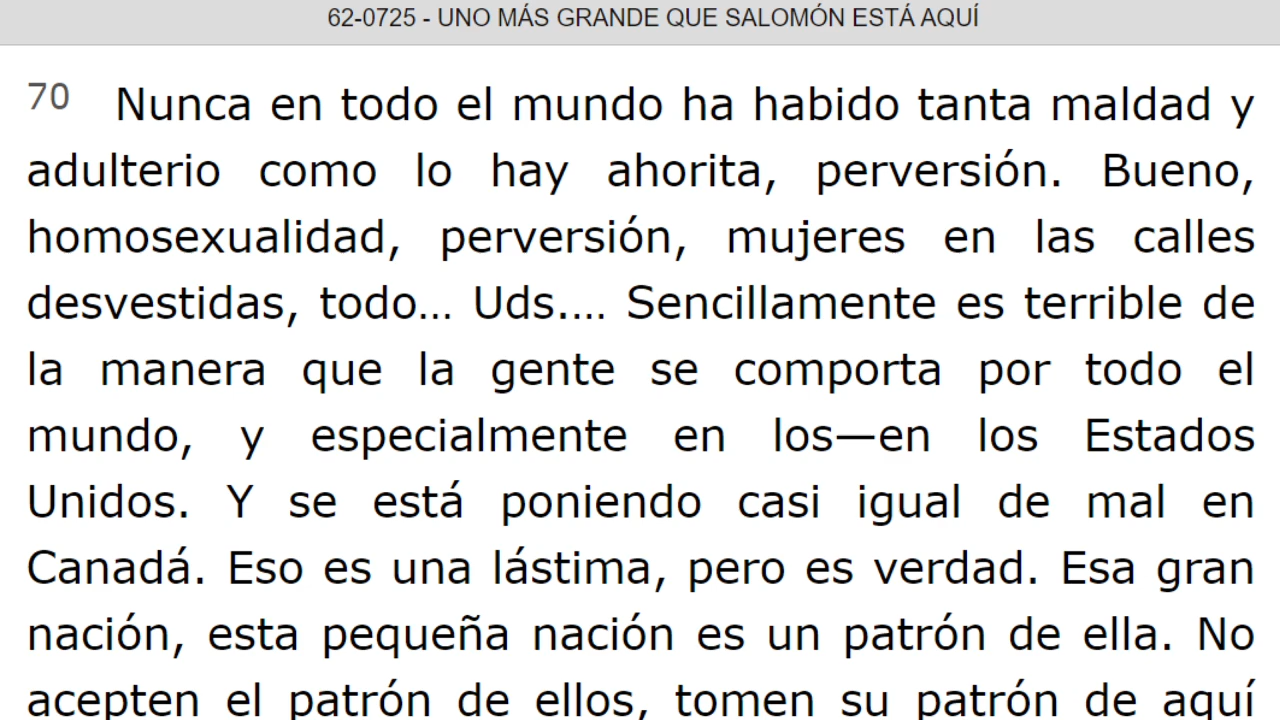 62-0725 - UNO MÁS GRANDE QUE SALOMÓN ESTÁ AQUÍ
70 Nunca en todo el mundo ha habido tanta maldad y
adulterio como lo hay ahorita, perversión. Bueno,
homosexualidad, perversión, mujeres en las calles
desvestidas, todo… Uds.… Sencillamente es terrible de
la manera que la gente se comporta por todo el
mundo, y especialmente en los—en los Estados
Unidos. Y se está poniendo casi igual de mal en
Canadá. Eso es una lástima, pero es verdad. Esa gran
nación, esta pequeña nación es un patrón de ella. No
acepten el patrón de ellos, tomen su patrón de aquí